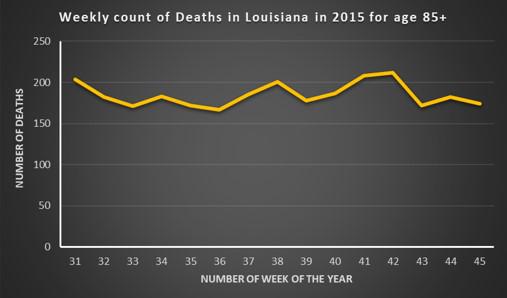 Weekly count of Deaths in Louisiana in 2015 for age 85+
250
200
150
100
50
0
NUMBER OF DEATHS
31 32 33 34 35 36 37 38 39 40 41 42 43 44 45
NUMBER OF WEEK OF THE YEAR